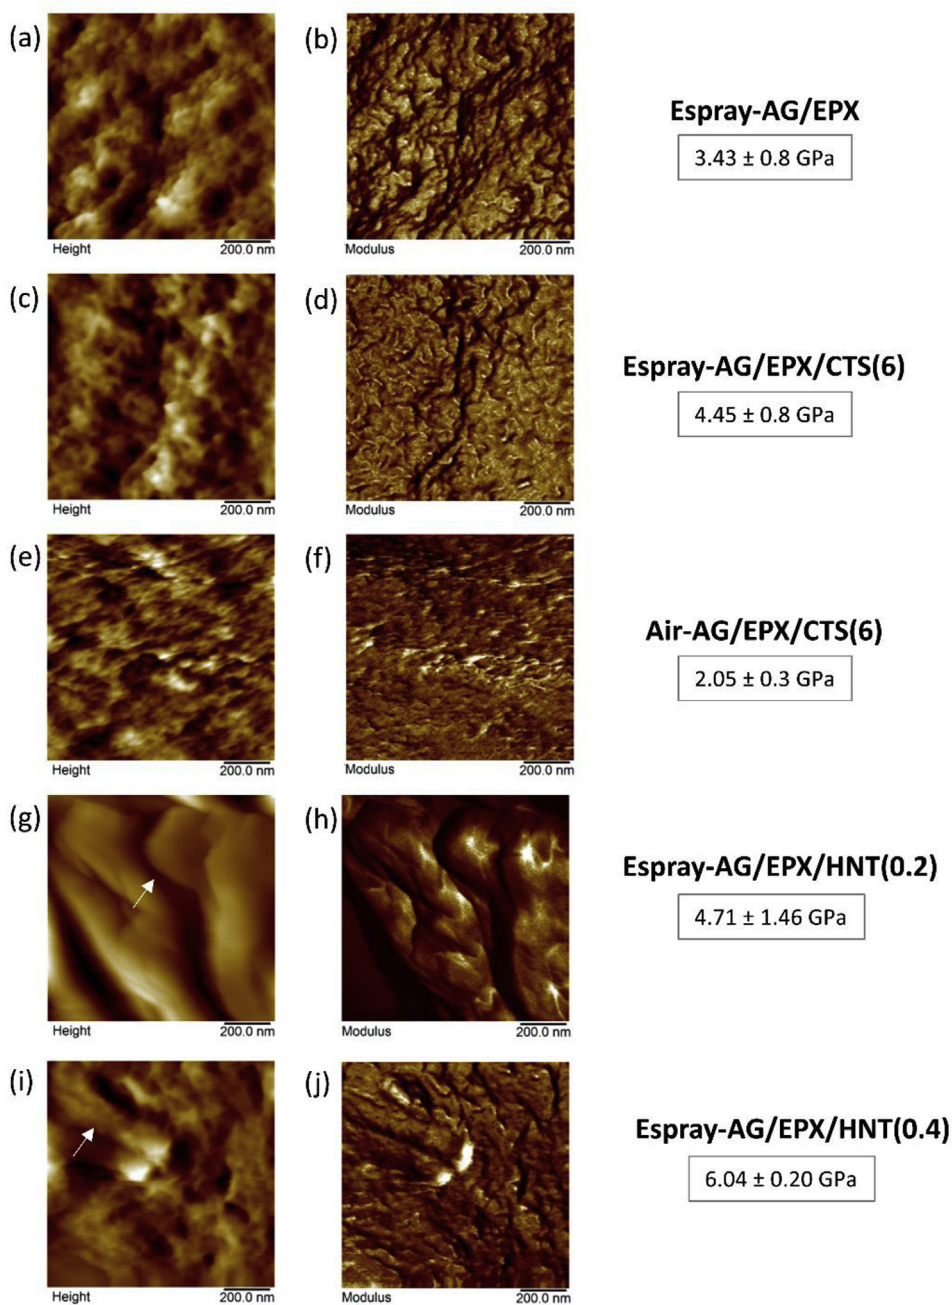 (a)
(b)
Espray-AG/EPX
3.43 ± 0.8 GPa
Height 200.0 nm
Modulus 200.0 nm
(c)
(d)
Espray-AG/EPX/CTS(6)
4.45 ± 0.8 GPa
Height 200.0 nm
Modulus 200.0 nm
(e)
(f)
Air-AG/EPX/CTS(6)
2.05 ± 0.3 GPa
Height 200.0 nm
Modulus 200.0 nm
(g)
(h)
Espray-AG/EPX/HNT(0.2)
4.71 ± 1.46 GPa
Height 200.0 nm
Modulus 200.0 nm
(i)
(j)
Espray-AG/EPX/HNT(0.4)
6.04 ± 0.20 GPa
Height 200.0 nm
Modulus 200.0 nm